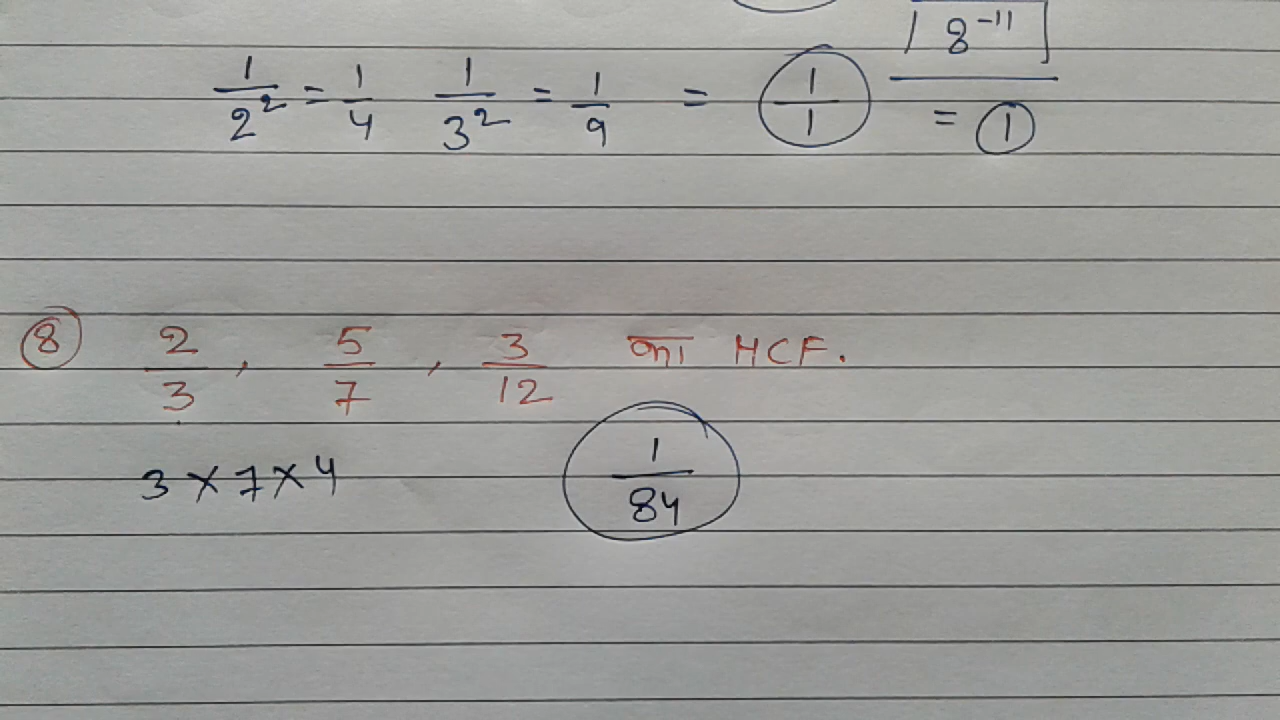 8⁻¹¹
1/2² = 1/4 1/3² = 1/9 = 1/1 = 1
8 2/3, 5/7, 3/12 का HCF.
3 × 7 × 4 1/84